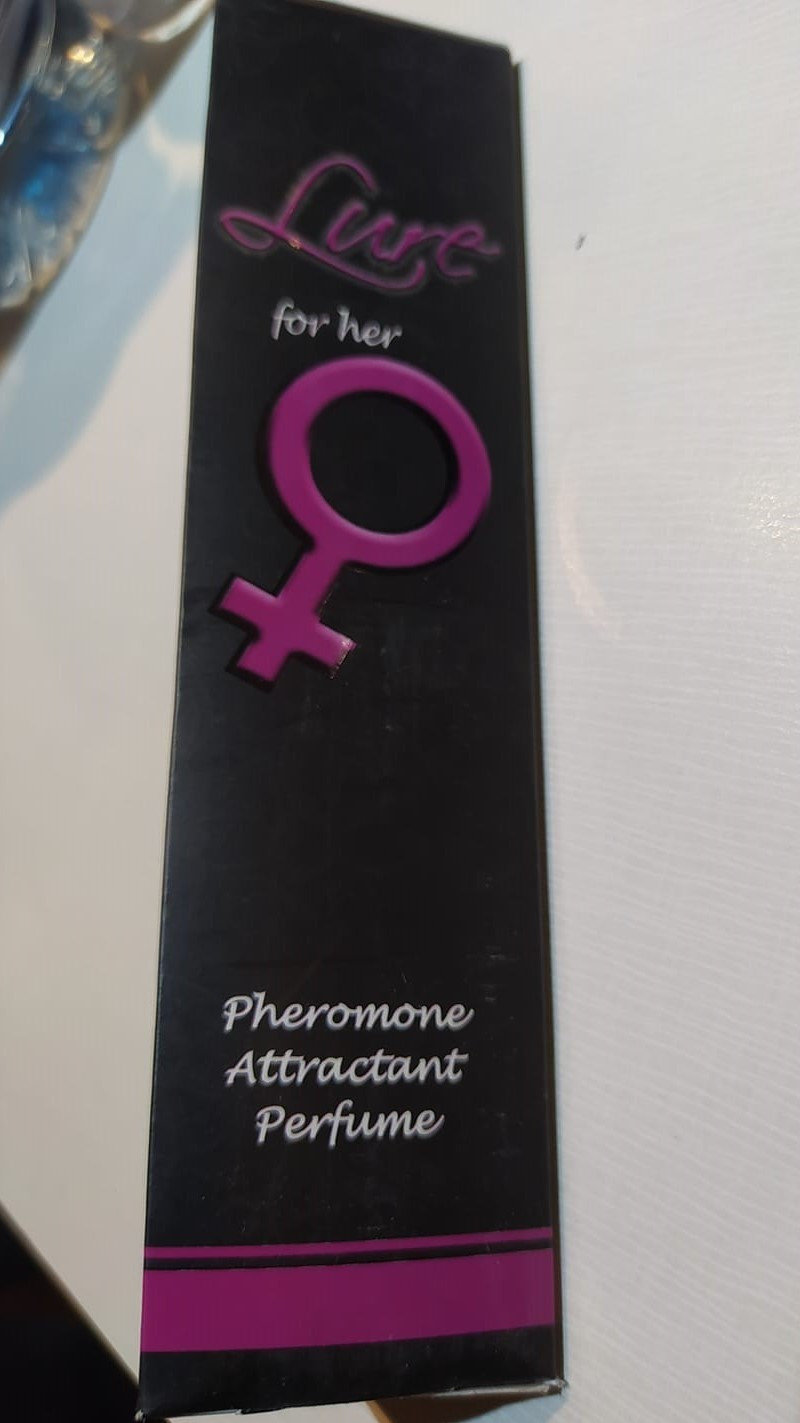 Lure
for her
Pheromone
Attractant
Perfume